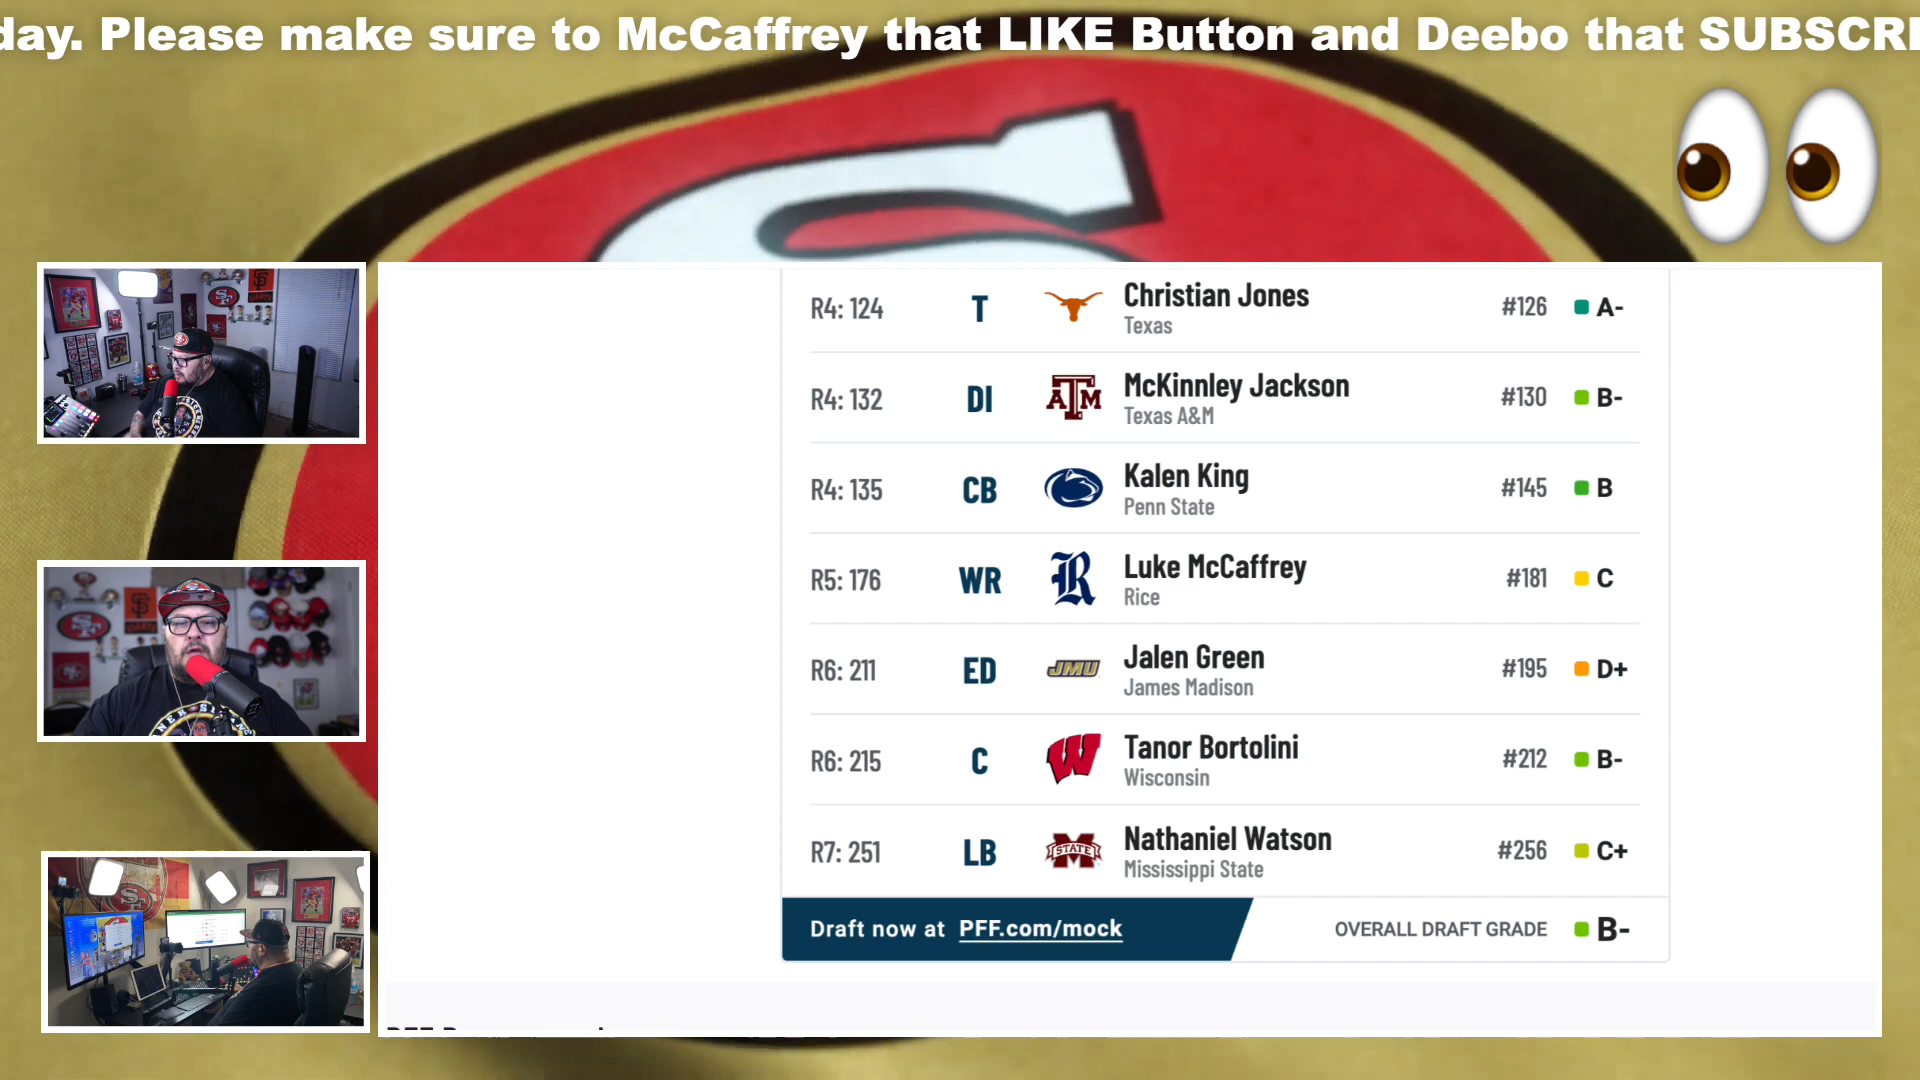 day. Please make sure to McCaffrey that LIKE Button and Deebo that SUBSCRI
R4: 124 T Christian Jones #126 A-
Texas
R4: 132 DI ATM McKinnley Jackson #130 B-
Texas A&M
R4: 135 CB Kalen King #145 B
Penn State
R5: 176 WR R Luke McCaffrey #181 C
Rice
R6: 211 ED JMU Jalen Green #195 D+
James Madison
R6: 215 C W Tanor Bortolini #212 B-
Wisconsin
R7: 251 LB STATE Nathaniel Watson #256 C+
Mississippi State
Draft now at PFF.com/mock OVERALL DRAFT GRADE B-